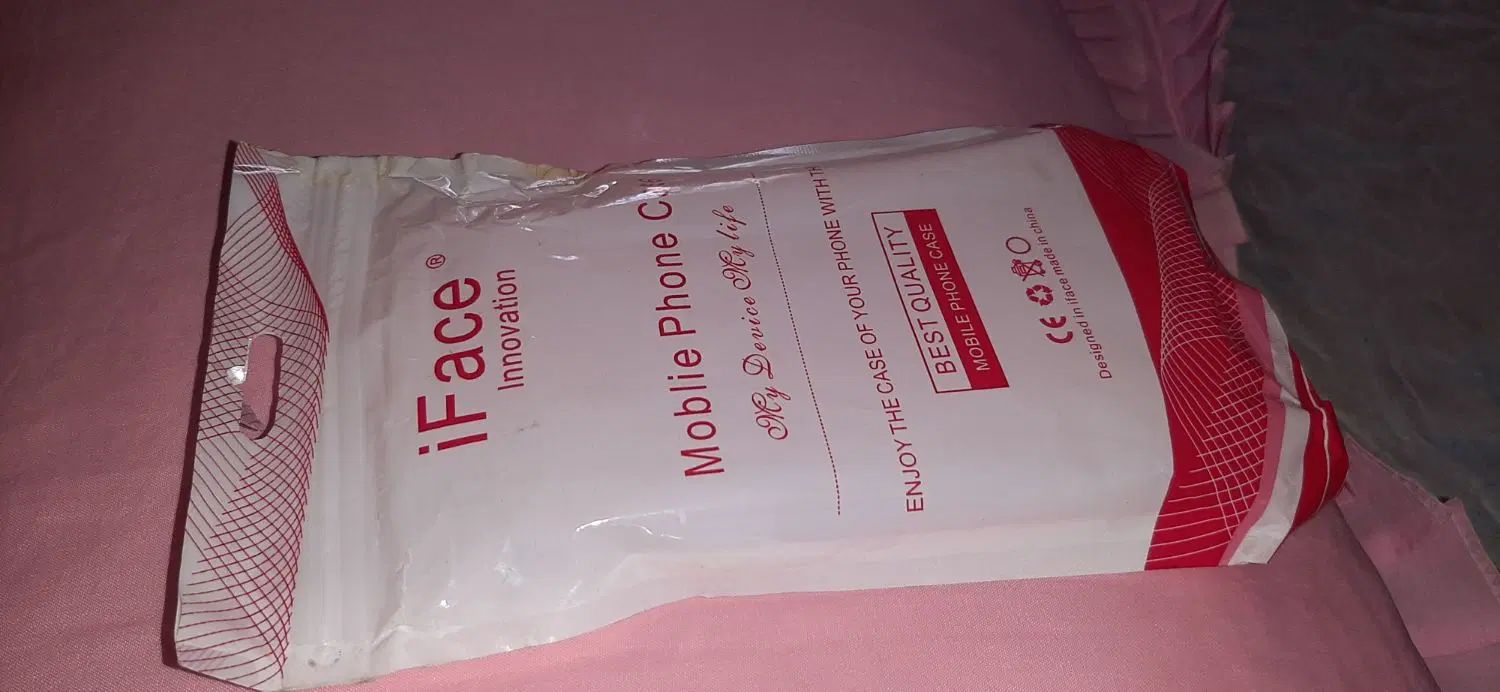 iFace ®
Innovation
Moblie Phone
My Device My life
ENJOY THE CASE OF YOUR PHONE WITH
BEST QUALITY
MOBILE PHONE CASE
CE
Designed in iface made in china